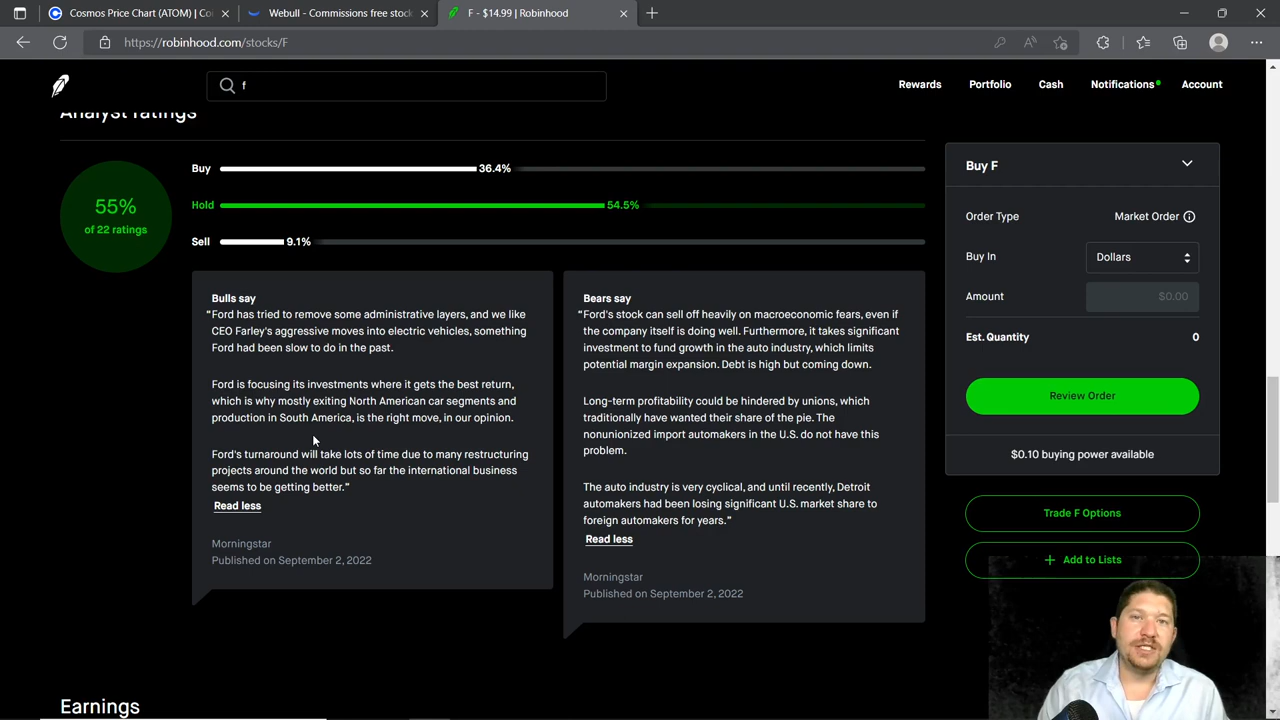 Cosmos Price Chart (ATOM) | Coi
Webull - Commissions free stock
F - $14.99 | Robinhood
https://robinhood.com/stocks/F
f
Rewards
Portfolio
Cash
Notifications
Account
Analyst ratings
55%
of 22 ratings
Buy
36.4%
Hold
54.5%
Sell
9.1%
Bulls say
“Ford has tried to remove some administrative layers, and we like
CEO Farley's aggressive moves into electric vehicles, something
Ford had been slow to do in the past.
Ford is focusing its investments where it gets the best return,
which is why mostly exiting North American car segments and
production in South America, is the right move, in our opinion.
Ford's turnaround will take lots of time due to many restructuring
projects around the world but so far the international business
seems to be getting better.”
Read less
Morningstar
Published on September 2, 2022
Bears say
“Ford's stock can sell off heavily on macroeconomic fears, even if
the company itself is doing well. Furthermore, it takes significant
investment to fund growth in the auto industry, which limits
potential margin expansion. Debt is high but coming down.
Long-term profitability could be hindered by unions, which
traditionally have wanted their share of the pie. The
nonunionized import automakers in the U.S. do not have this
problem.
The auto industry is very cyclical, and until recently, Detroit
automakers had been losing significant U.S. market share to
foreign automakers for years.”
Read less
Morningstar
Published on September 2, 2022
Buy F
Order Type
Market Order
Buy In
Dollars
Amount
$0.00
Est. Quantity
0
Review Order
$0.10 buying power available
Trade F Options
Add to Lists
Earnings